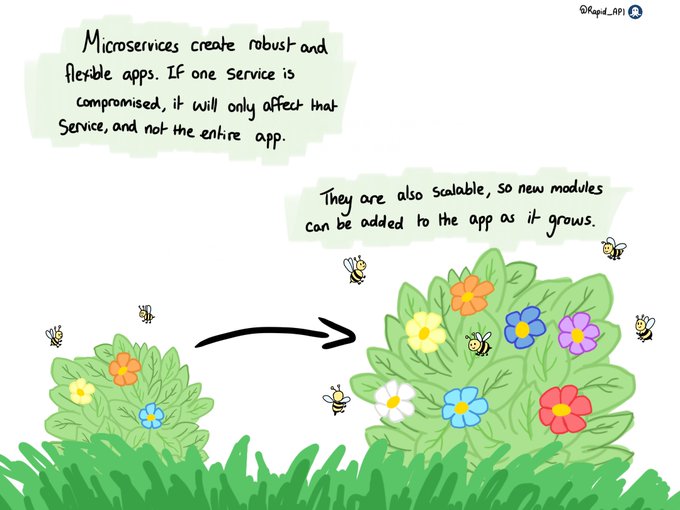 @Rapid_API
Microservices create robust and
flexible apps. If one service is
compromised, it will only affect that
Service, and not the entire app.
They are also scalable, so new modules
can be added to the app as it grows.